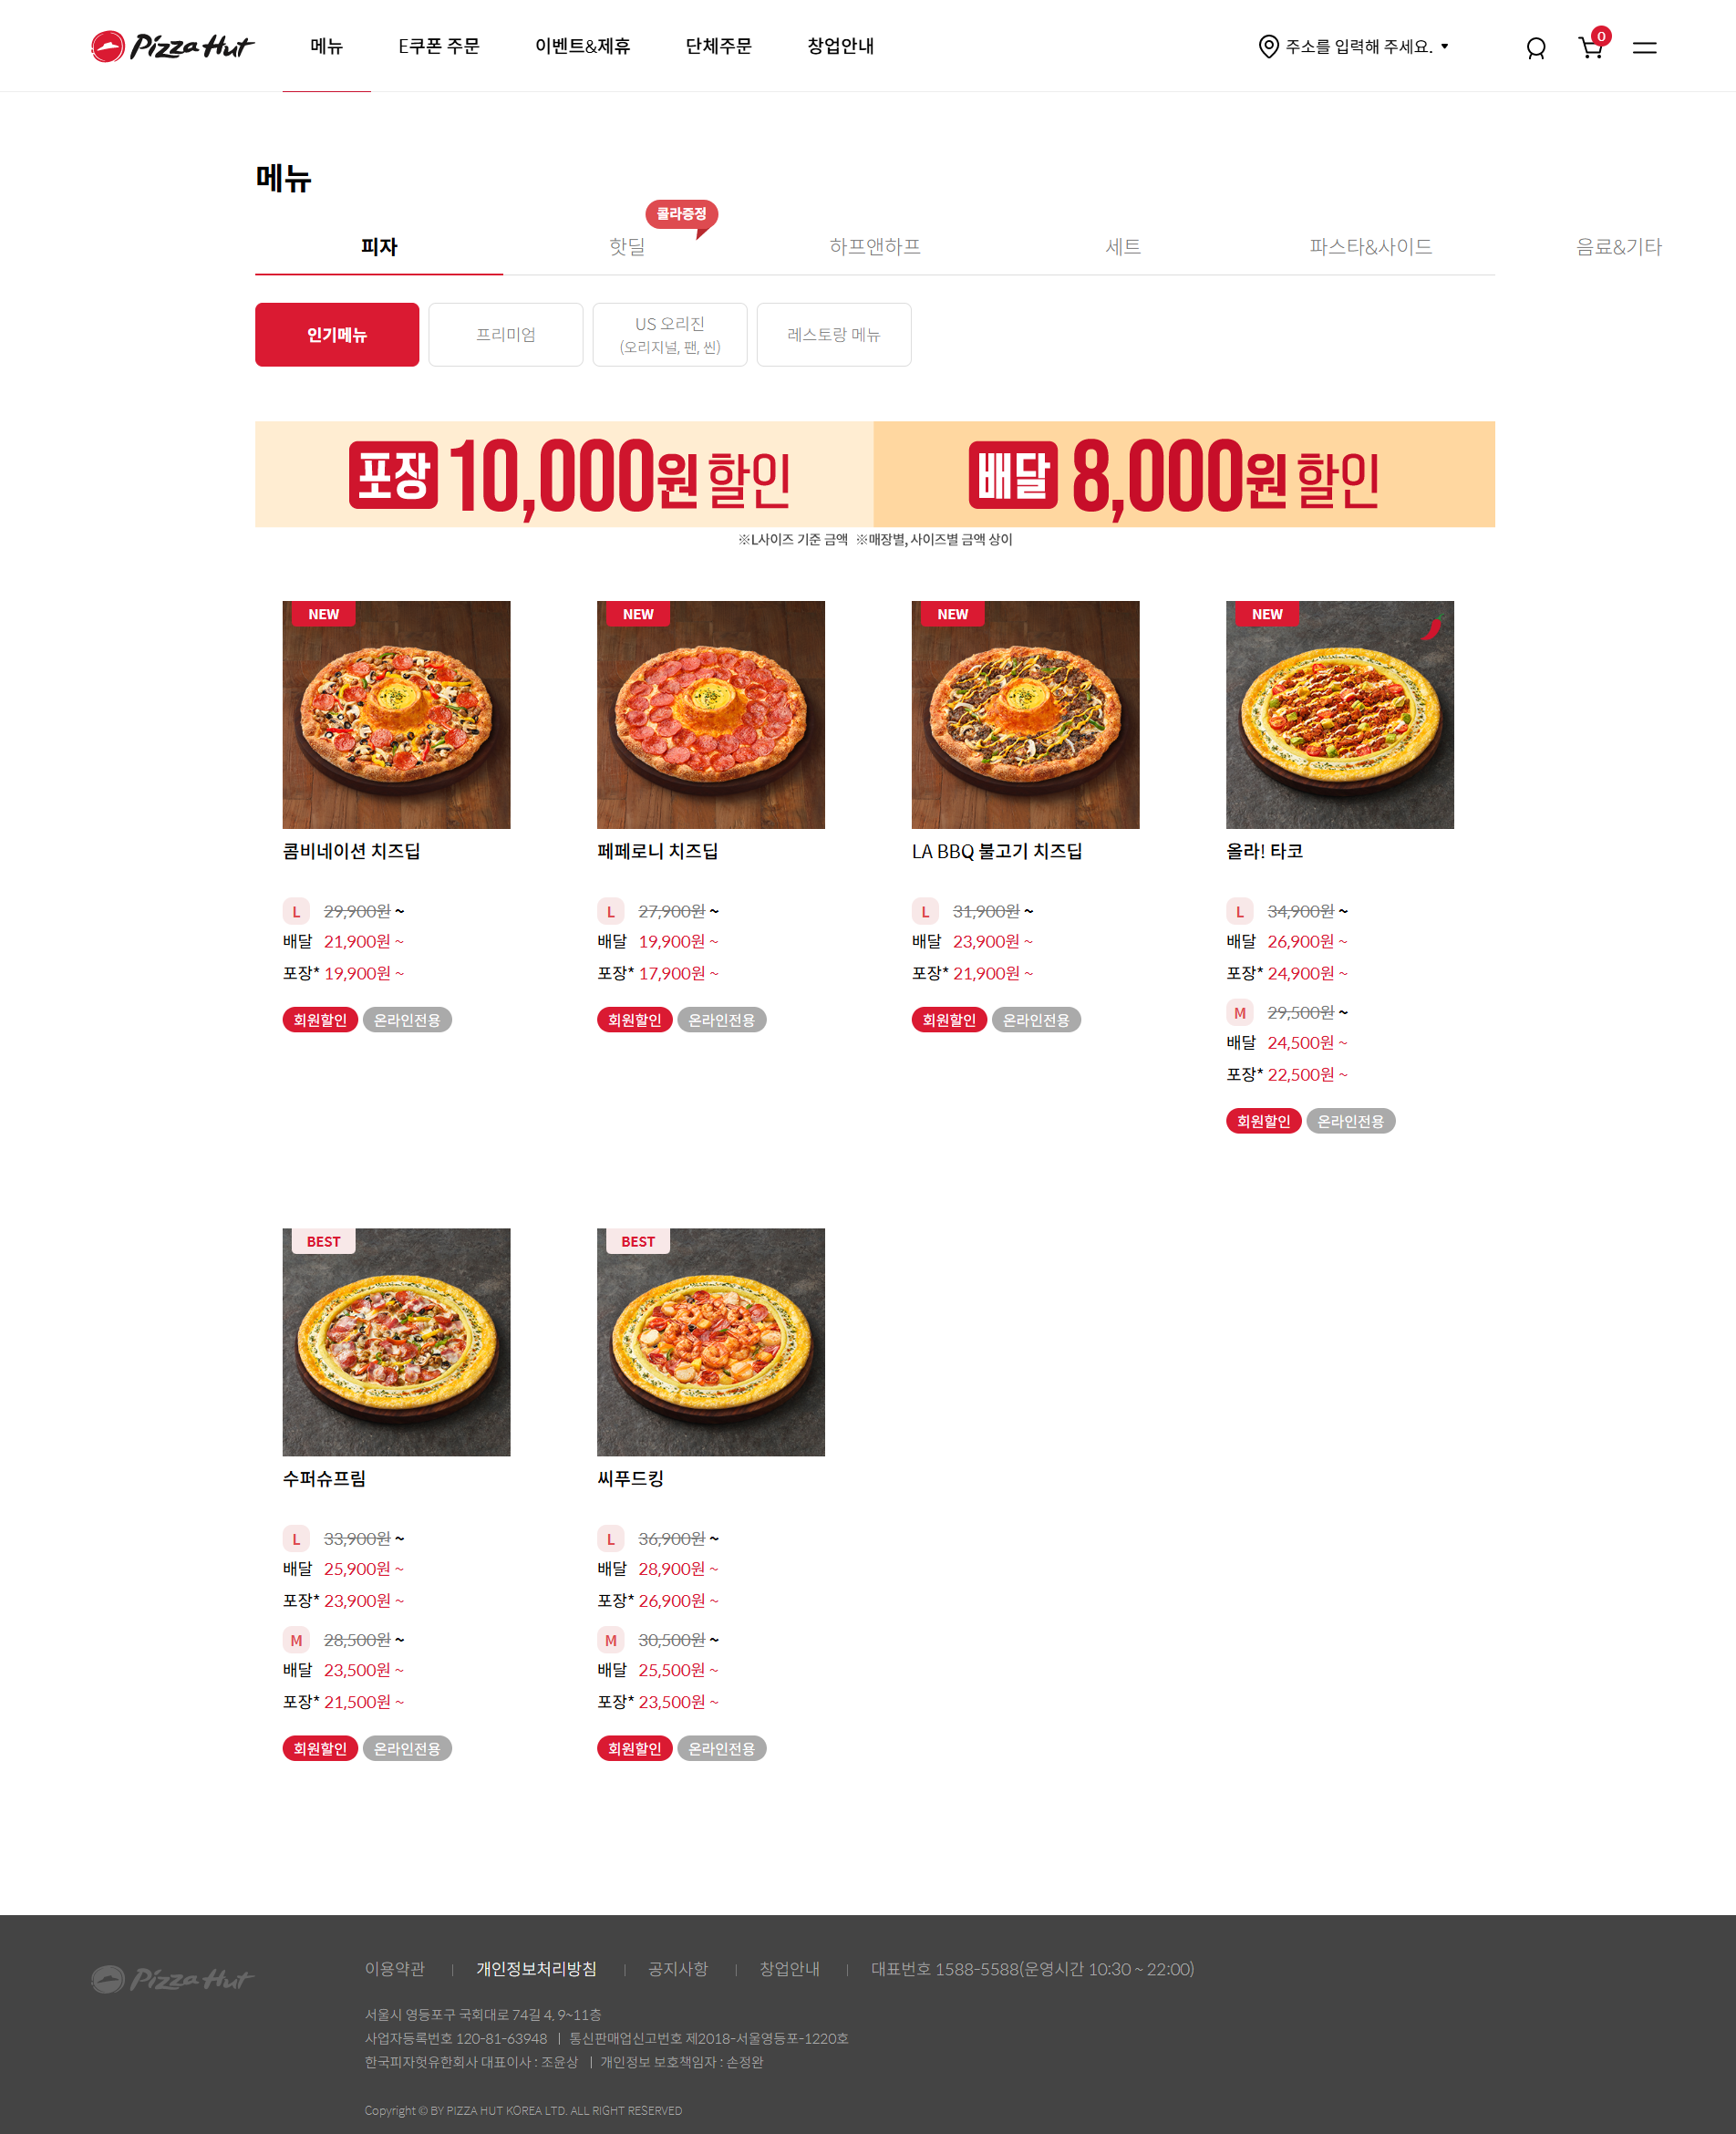 Pizza Hut
메뉴
E쿠폰 주문
이벤트&제휴
단체주문
창업안내
주소를 입력해 주세요.
0
메뉴
콜라증정
피자
핫딜
하프앤하프
세트
파스타&사이드
음료&기타
인기메뉴
프리미엄
US 오리진
(오리지널, 팬, 씬)
레스토랑 메뉴
포장 10,000원 할인
배달 8,000원 할인
※L사이즈 기준 금액 ※매장별, 사이즈별 금액 상이
NEW
콤비네이션 치즈딥
L 29,900원 ~
배달 21,900원 ~
포장* 19,900원 ~
회원할인 온라인전용
NEW
페페로니 치즈딥
L 27,900원 ~
배달 19,900원 ~
포장* 17,900원 ~
회원할인 온라인전용
NEW
LA BBQ 불고기 치즈딥
L 31,900원 ~
배달 23,900원 ~
포장* 21,900원 ~
회원할인 온라인전용
NEW
올라! 타코
L 34,900원 ~
배달 26,900원 ~
포장* 24,900원 ~
M 29,500원 ~
배달 24,500원 ~
포장* 22,500원 ~
회원할인 온라인전용
BEST
수퍼슈프림
L 33,900원 ~
배달 25,900원 ~
포장* 23,900원 ~
M 28,500원 ~
배달 23,500원 ~
포장* 21,500원 ~
회원할인 온라인전용
BEST
씨푸드킹
L 36,900원 ~
배달 28,900원 ~
포장* 26,900원 ~
M 30,500원 ~
배달 25,500원 ~
포장* 23,500원 ~
회원할인 온라인전용
Pizza Hut
이용약관 | 개인정보처리방침 | 공지사항 | 창업안내 | 대표번호 1588-5588(운영시간 10:30 ~ 22:00)
서울시 영등포구 국회대로 74길 4, 9~11층
사업자등록번호 120-81-63948 | 통신판매업신고번호 제2018-서울영등포-1220호
한국피자헛유한회사 대표이사 : 조윤상 | 개인정보 보호책임자 : 손정완
Copyright © BY PIZZA HUT KOREA LTD. ALL RIGHT RESERVED